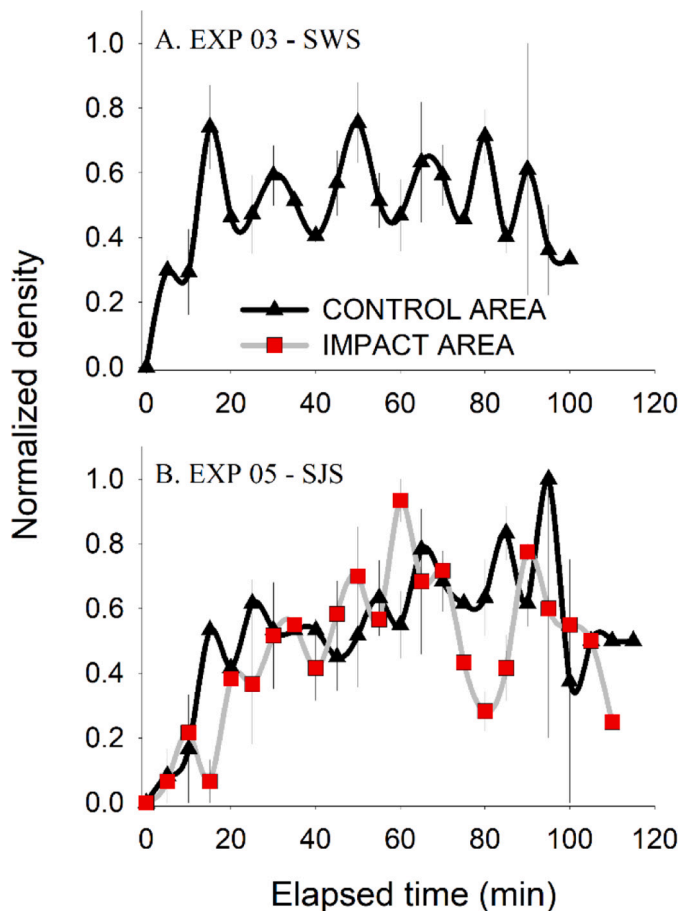 Normalized density
A. EXP 03 - SWS
1.0
0.8
0.6
0.4
0.2
0.0
CONTROL AREA
IMPACT AREA
0 20 40 60 80 100 120
B. EXP 05 - SJS
1.0
0.8
0.6
0.4
0.2
0.0
0 20 40 60 80 100 120
Elapsed time (min)